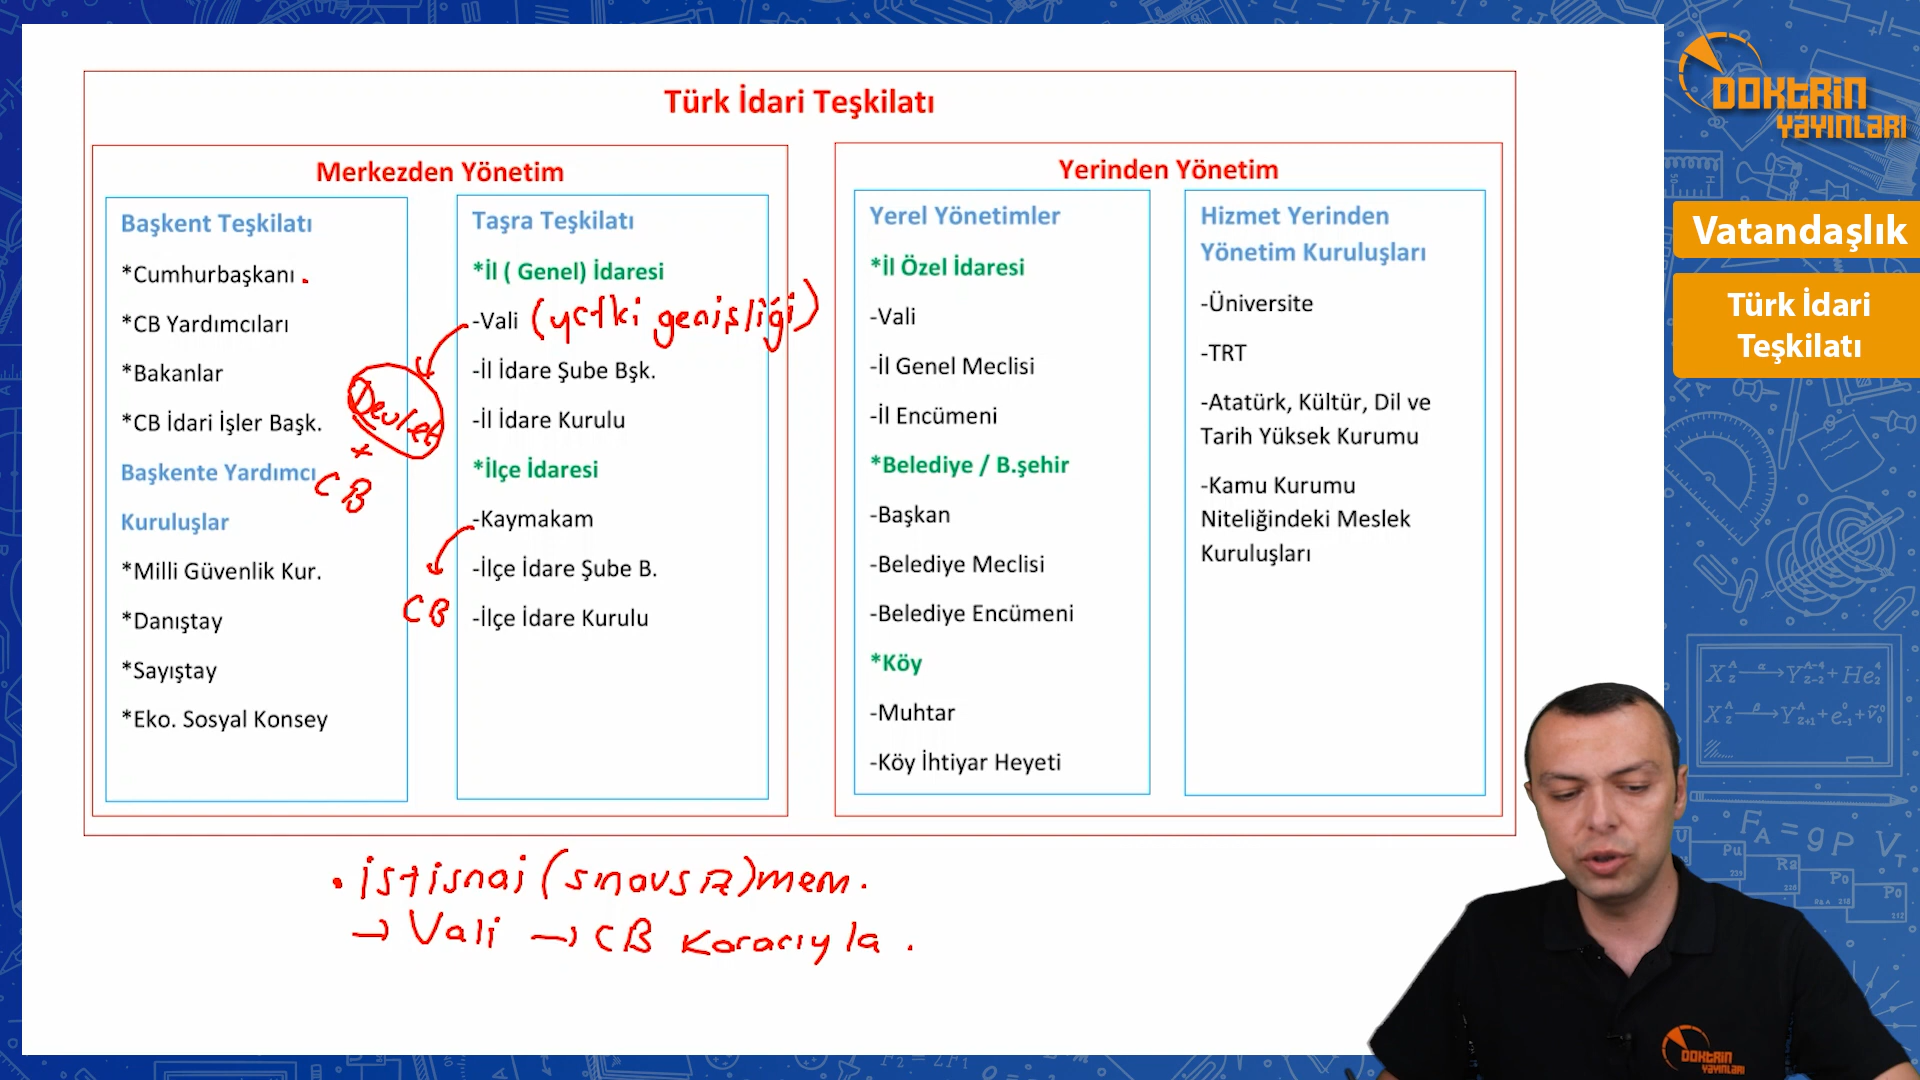 Türk İdari Teşkilatı
Merkezden Yönetim
Başkent Teşkilatı
*Cumhurbaşkanı .
*CB Yardımcıları
*Bakanlar
*CB İdari İşler Başk.
Başkente Yardımcı
Kuruluşlar
*Milli Güvenlik Kur.
*Danıştay
*Sayıştay
*Eko. Sosyal Konsey
Devlet
+
CB
CB
Taşra Teşkilatı
*İl ( Genel) İdaresi
-Vali (yetki genişliği)
-İl İdare Şube Bşk.
-İl İdare Kurulu
*İlçe İdaresi
-Kaymakam
-İlçe İdare Şube B.
-İlçe İdare Kurulu
Yerinden Yönetim
Yerel Yönetimler
*İl Özel İdaresi
-Vali
-İl Genel Meclisi
-İl Encümeni
*Belediye / B.şehir
-Başkan
-Belediye Meclisi
-Belediye Encümeni
*Köy
-Muhtar
-Köy İhtiyar Heyeti
Hizmet Yerinden
Yönetim Kuruluşları
-Üniversite
-TRT
-Atatürk, Kültür, Dil ve
Tarih Yüksek Kurumu
-Kamu Kurumu
Niteliğindeki Meslek
Kuruluşları
• istisnai (sınavsız) mem.
→ Vali → CB Kararıyla .
DOKTRİN
YAYINLARI
Vatandaşlık
Türk İdari
Teşkilatı
DOKTRİN
YAYINLARI